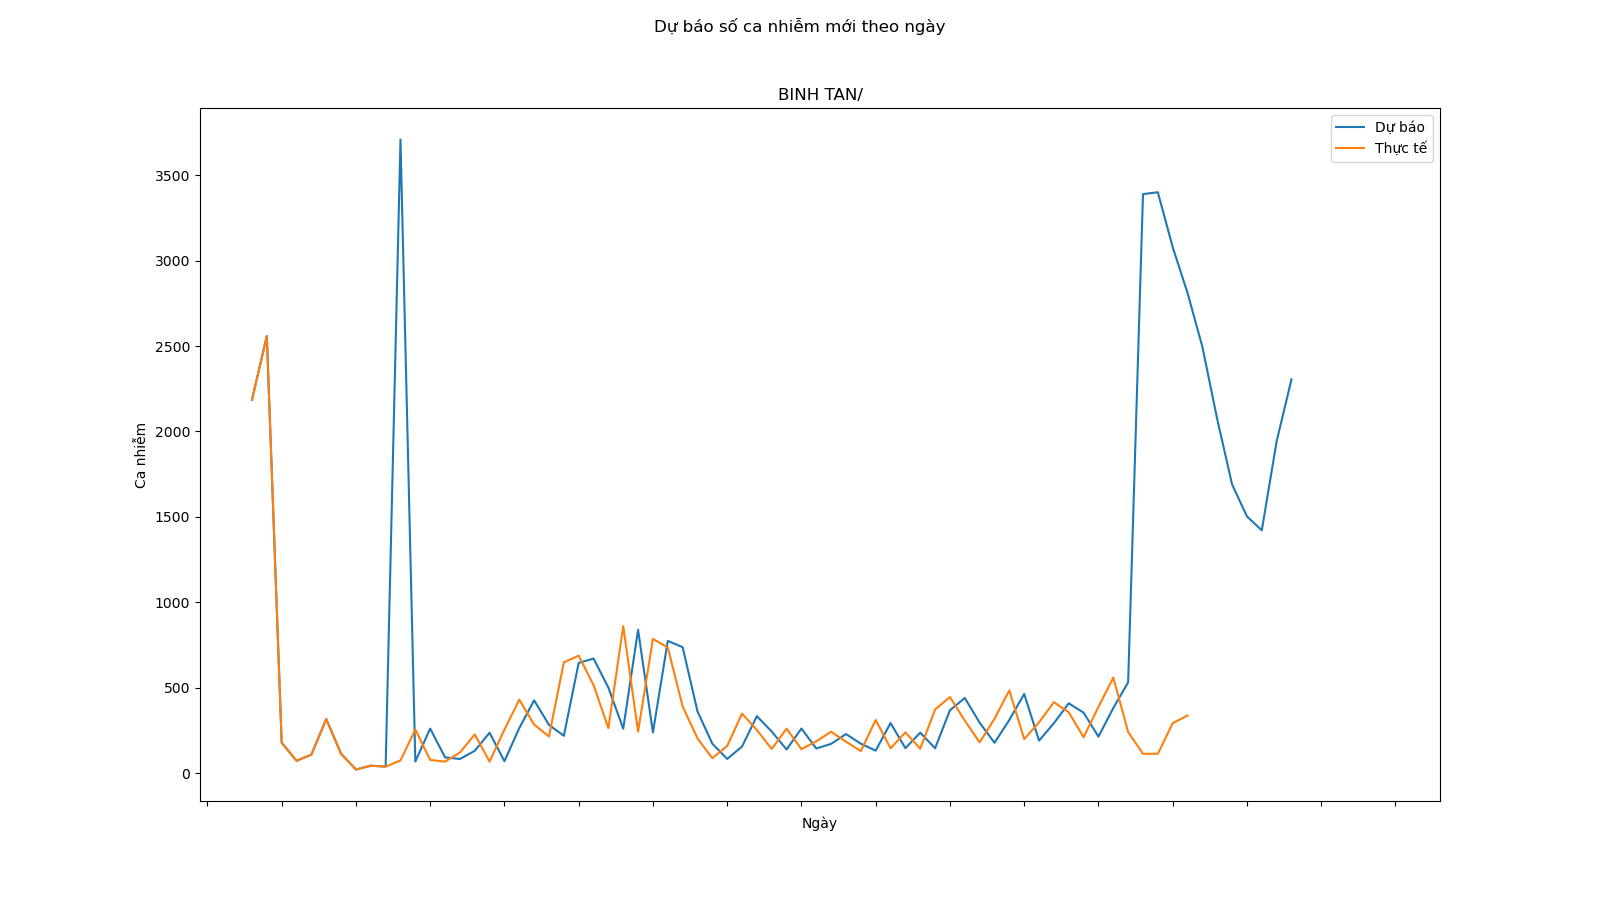 Dự báo số ca nhiễm mới theo ngày
BINH TAN/
Dự báo
Thực tế
3500
3000
2500
2000
1500
1000
500
0
Ca nhiễm
Ngày